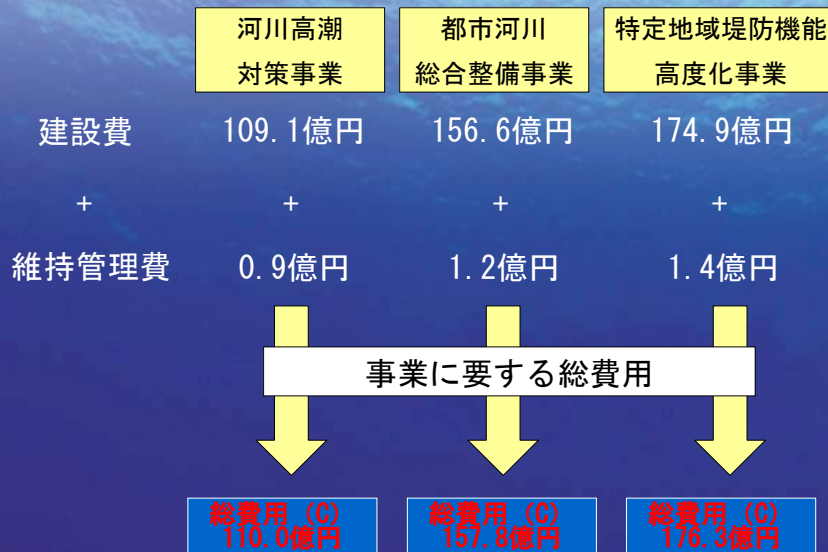 河川高潮
対策事業
都市河川
総合整備事業
特定地域堤防機能
高度化事業
建設費 109.1億円 156.6億円 174.9億円
+ + + +
維持管理費 0.9億円 1.2億円 1.4億円
事業に要する総費用
総費用 (C)
110.0億円
総費用 (C)
157.8億円
総費用 (C)
176.3億円